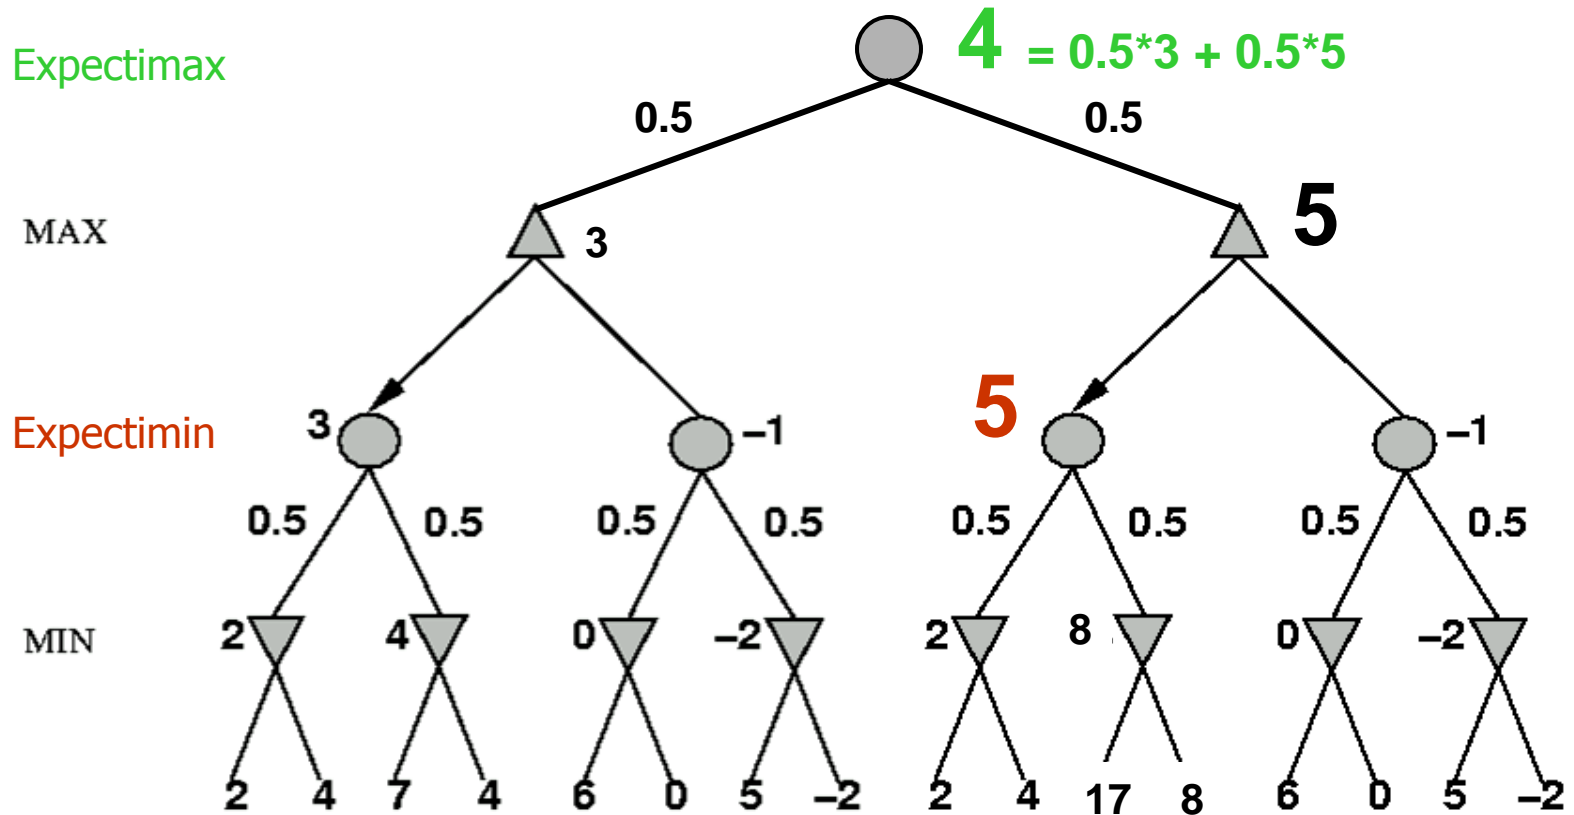 Expectimax 4 = 0.5*3 + 0.5*5
0.5 0.5
MAX 3 5
Expectimin 3 –1 5 –1
0.5 0.5 0.5 0.5 0.5 0.5 0.5 0.5
MIN 2 4 0 –2 2 8 0 –2
2 4 7 4 6 0 5 –2 2 4 17 8 6 0 5 –2